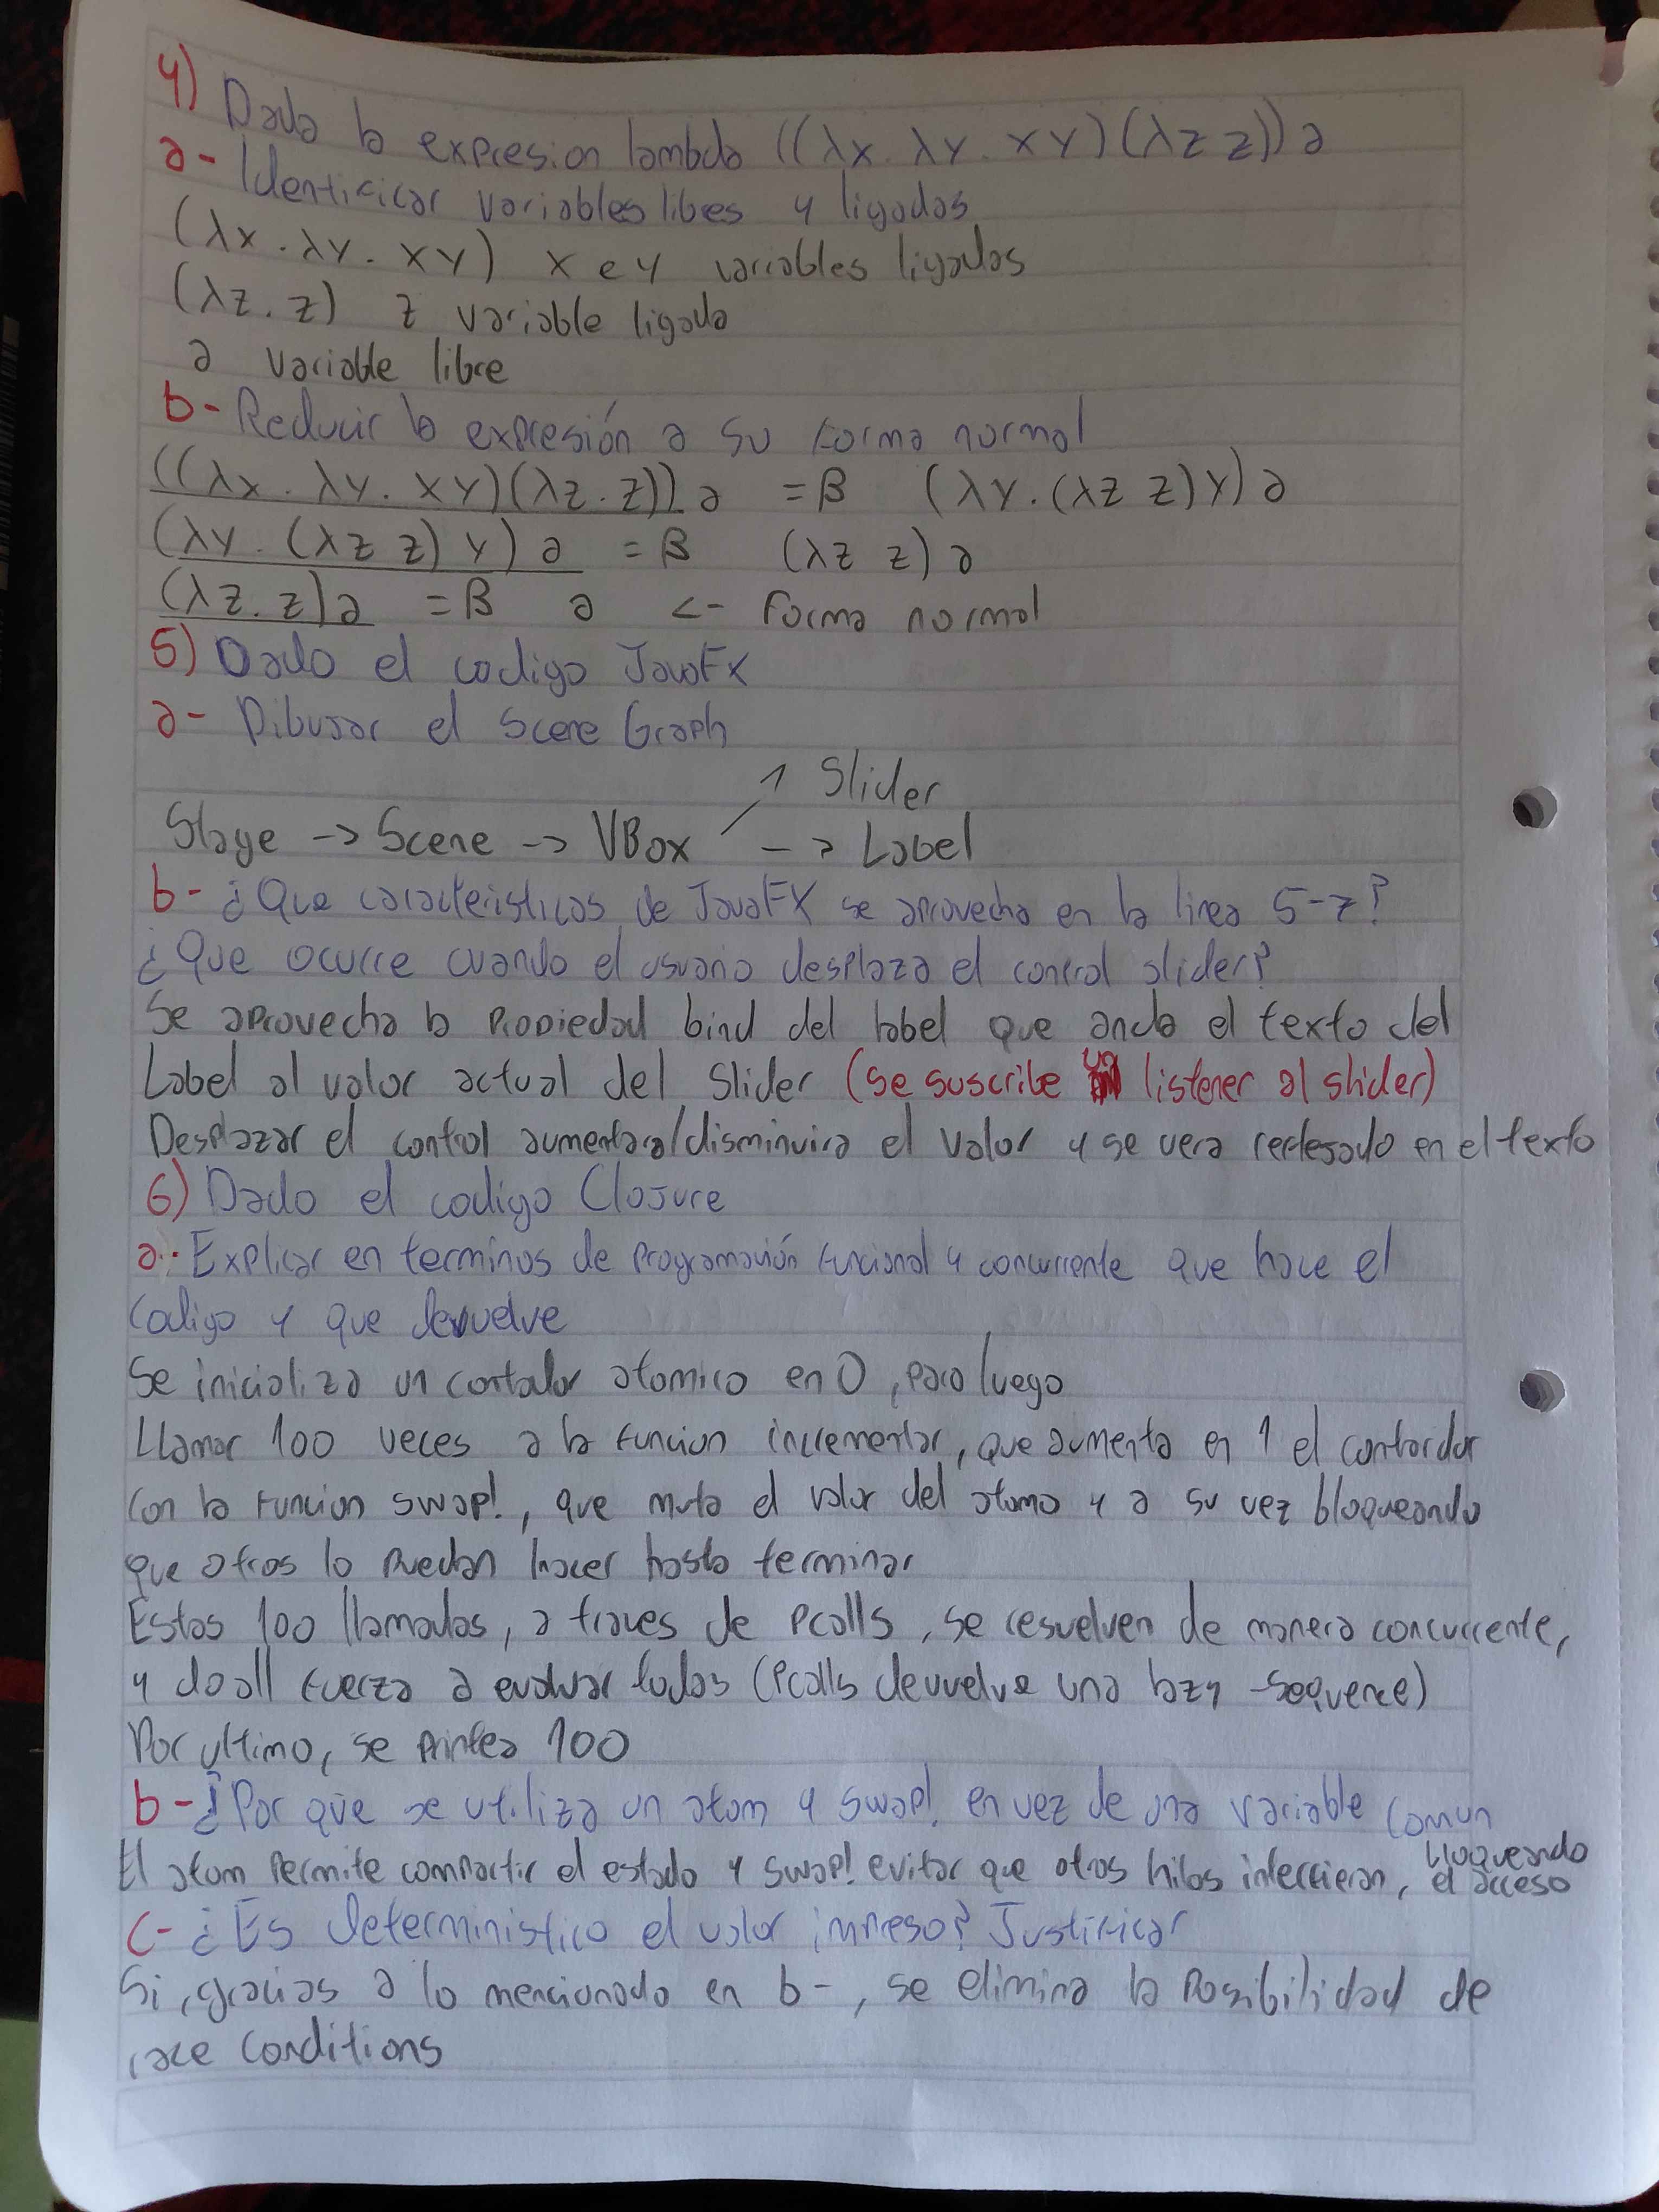 4) Dada la expresion lambda ((λx. λy. xy)(λz z)) a
a- Identificar variables libres y ligadas
(λx. λy. xy) x e y variables ligadas
(λz. z) z variable ligada
a variable libre
b- Reducir la expresión a su forma normal
((λx. λy. xy)(λz. z)) a =β (λy. (λz z) y) a
(λy. (λz z) y) a =β (λz z) a
(λz. z) a =β a <- Forma normal
5) Dado el codigo JavaFX
a- Dibujar el Scene Graph
Slider
Stage -> Scene -> VBox -> Label
b- ¿Que caracteristicas de JavaFX se aprovecha en la linea 5-7?
¿Que ocurre cuando el usuario desplaza el control slider?
Se aprovecha la propiedad bind del label que ancla el texto del
Label al valor actual del Slider (se suscribe un listener al slider)
Desplazar el control aumentara/disminuira el valor y se vera reflejado en el texto
6) Dado el codigo Closure
a- Explicar en terminos de programación funcional y concurrente que hace el
codigo y que devuelve
Se inicializa un contador atomico en 0, para luego
Llamar 100 veces a la funcion incrementar, que aumenta en 1 el contardor
con la funcion swap!, que muta el valor del atomo y a su vez bloqueando
que otros lo puedan hacer hasta terminar
Estas 100 llamadas, a traves de pcalls, se resuelven de manera concurrente,
y doall fuerza a evaluar todas (Pcalls devuelve una lazy-sequence)
Por ultimo, se printea 100
b- ¿Por que se utiliza un atom y swap! en vez de una variable comun
El atom permite compartir el estado y swap! evitar que otros hilos interfieran, bloqueando el acceso
c- ¿Es deterministico el valor impreso? Justificar
Si, gracias a lo mencionado en b-, se elimina la posibilidad de
race conditions